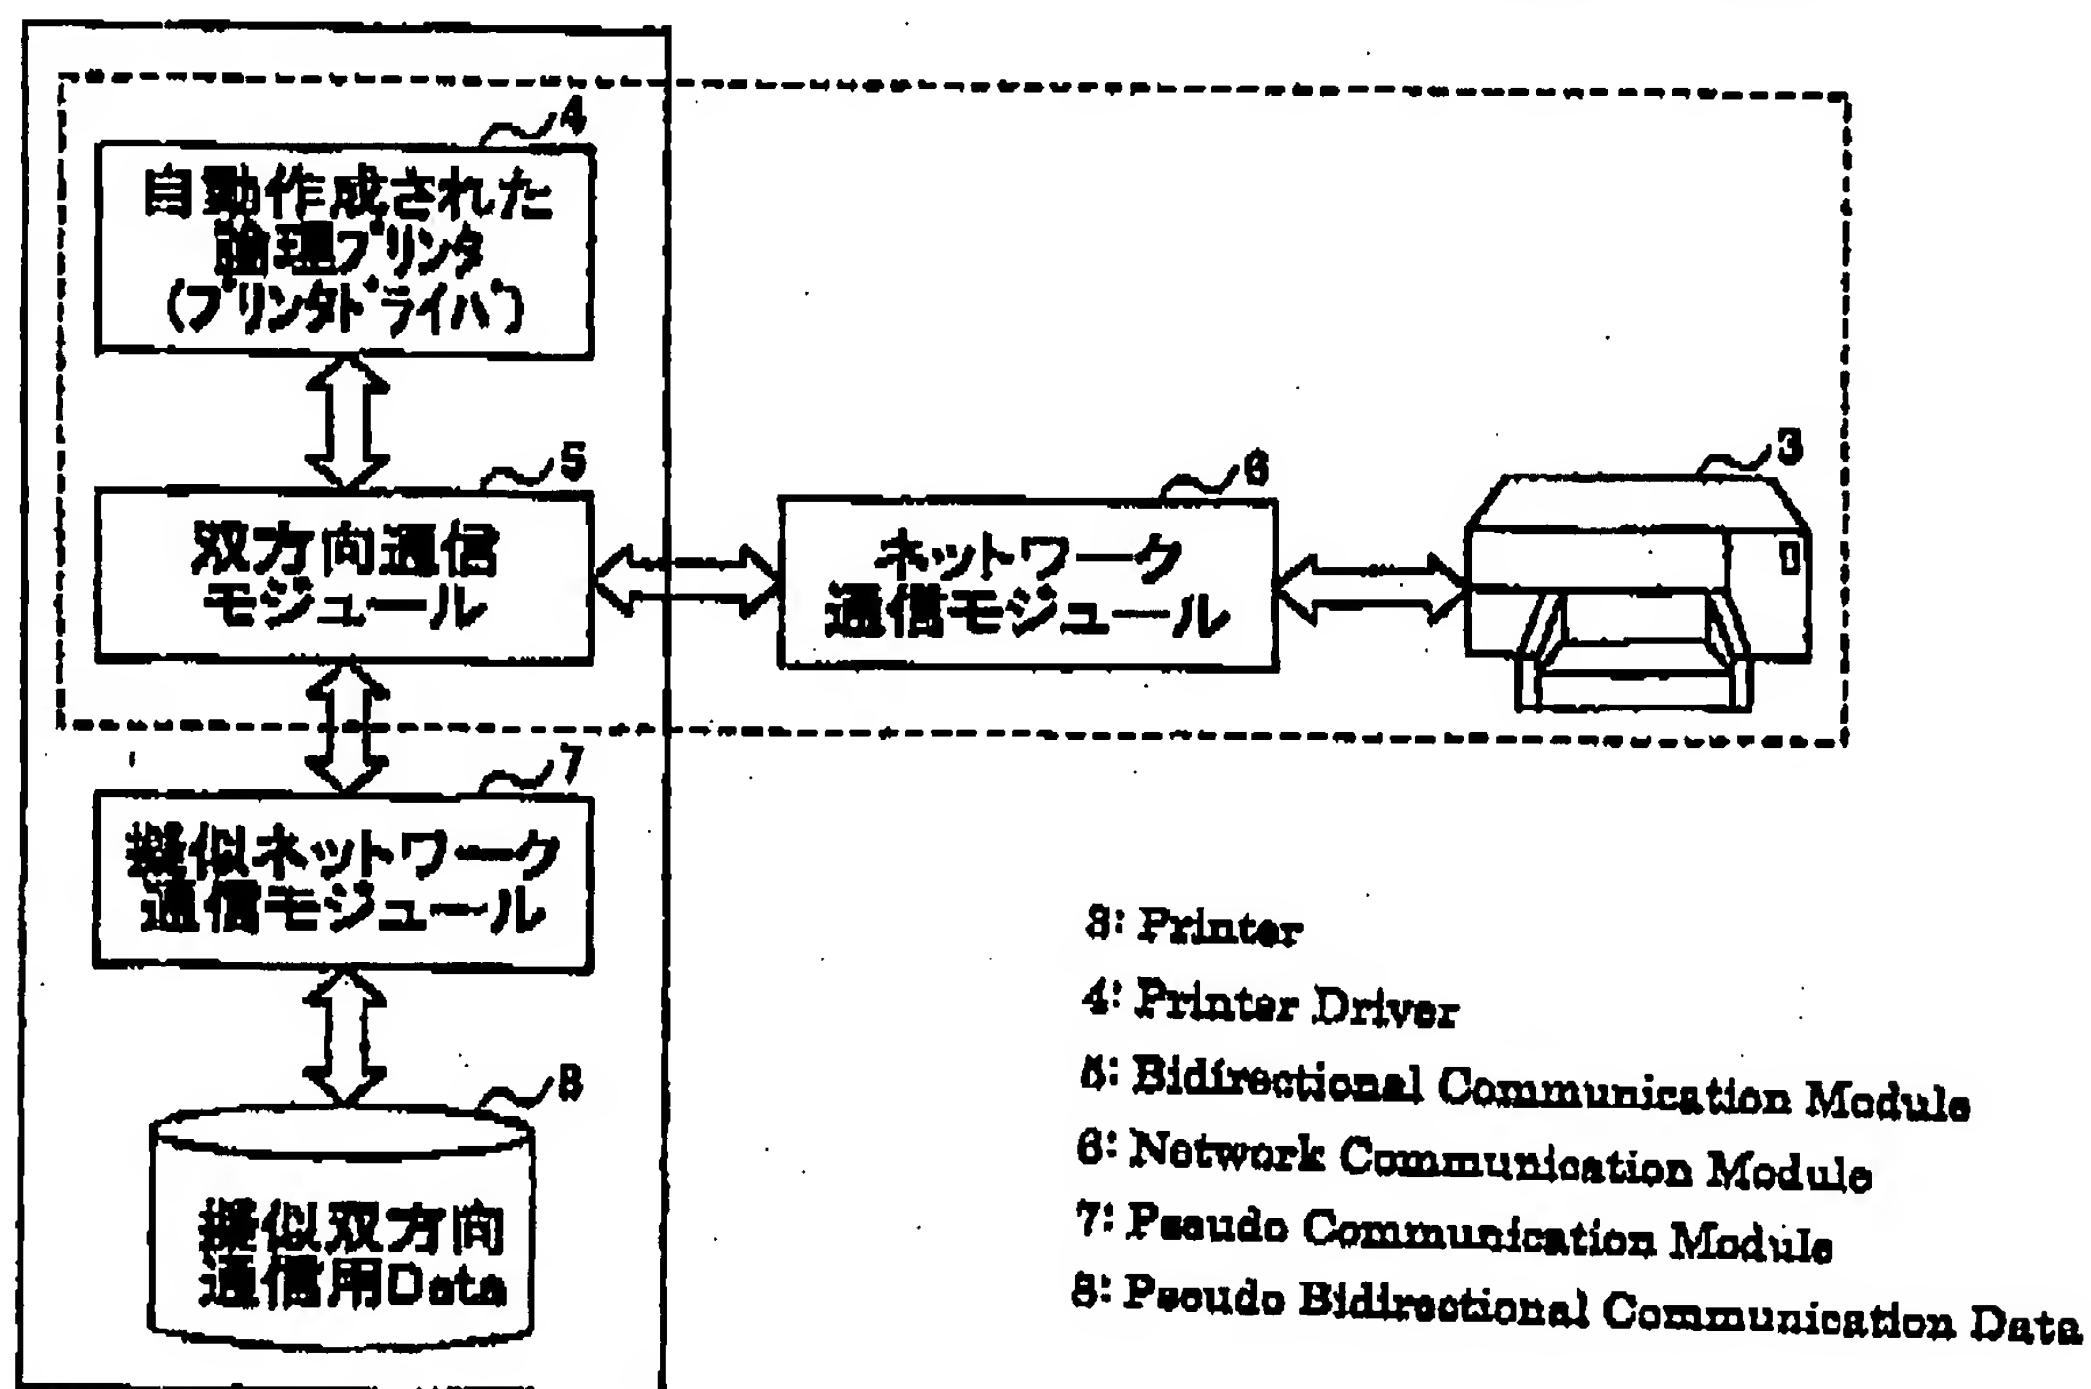 4
自動作成された
論理プリンタ
(プリンタドライバ)
5
双方向通信
モジュール
6
ネットワーク
通信モジュール
3
7
擬似ネットワーク
通信モジュール
8
擬似双方向
通信用Data
3: Printer
4: Printer Driver
5: Bidirectional Communication Module
6: Network Communication Module
7: Pseudo Communication Module
8: Pseudo Bidirectional Communication Data